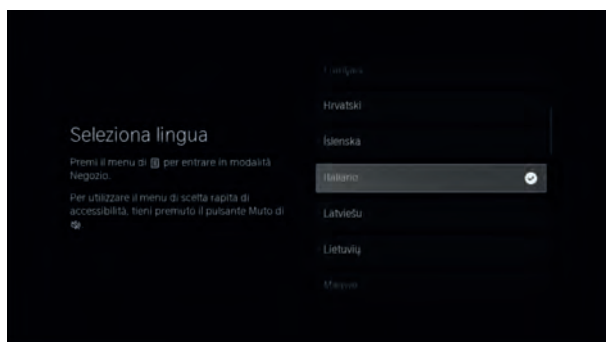 Seleziona lingua
Premi il menu di per entrare in modalità
Negozio.
Per utilizzare il menu di scelta rapida di
accessibilità, tieni premuto il pulsante Muto di
Hrvatski
Íslenska
Italiano
Latviešu
Lietuvių
Magyar